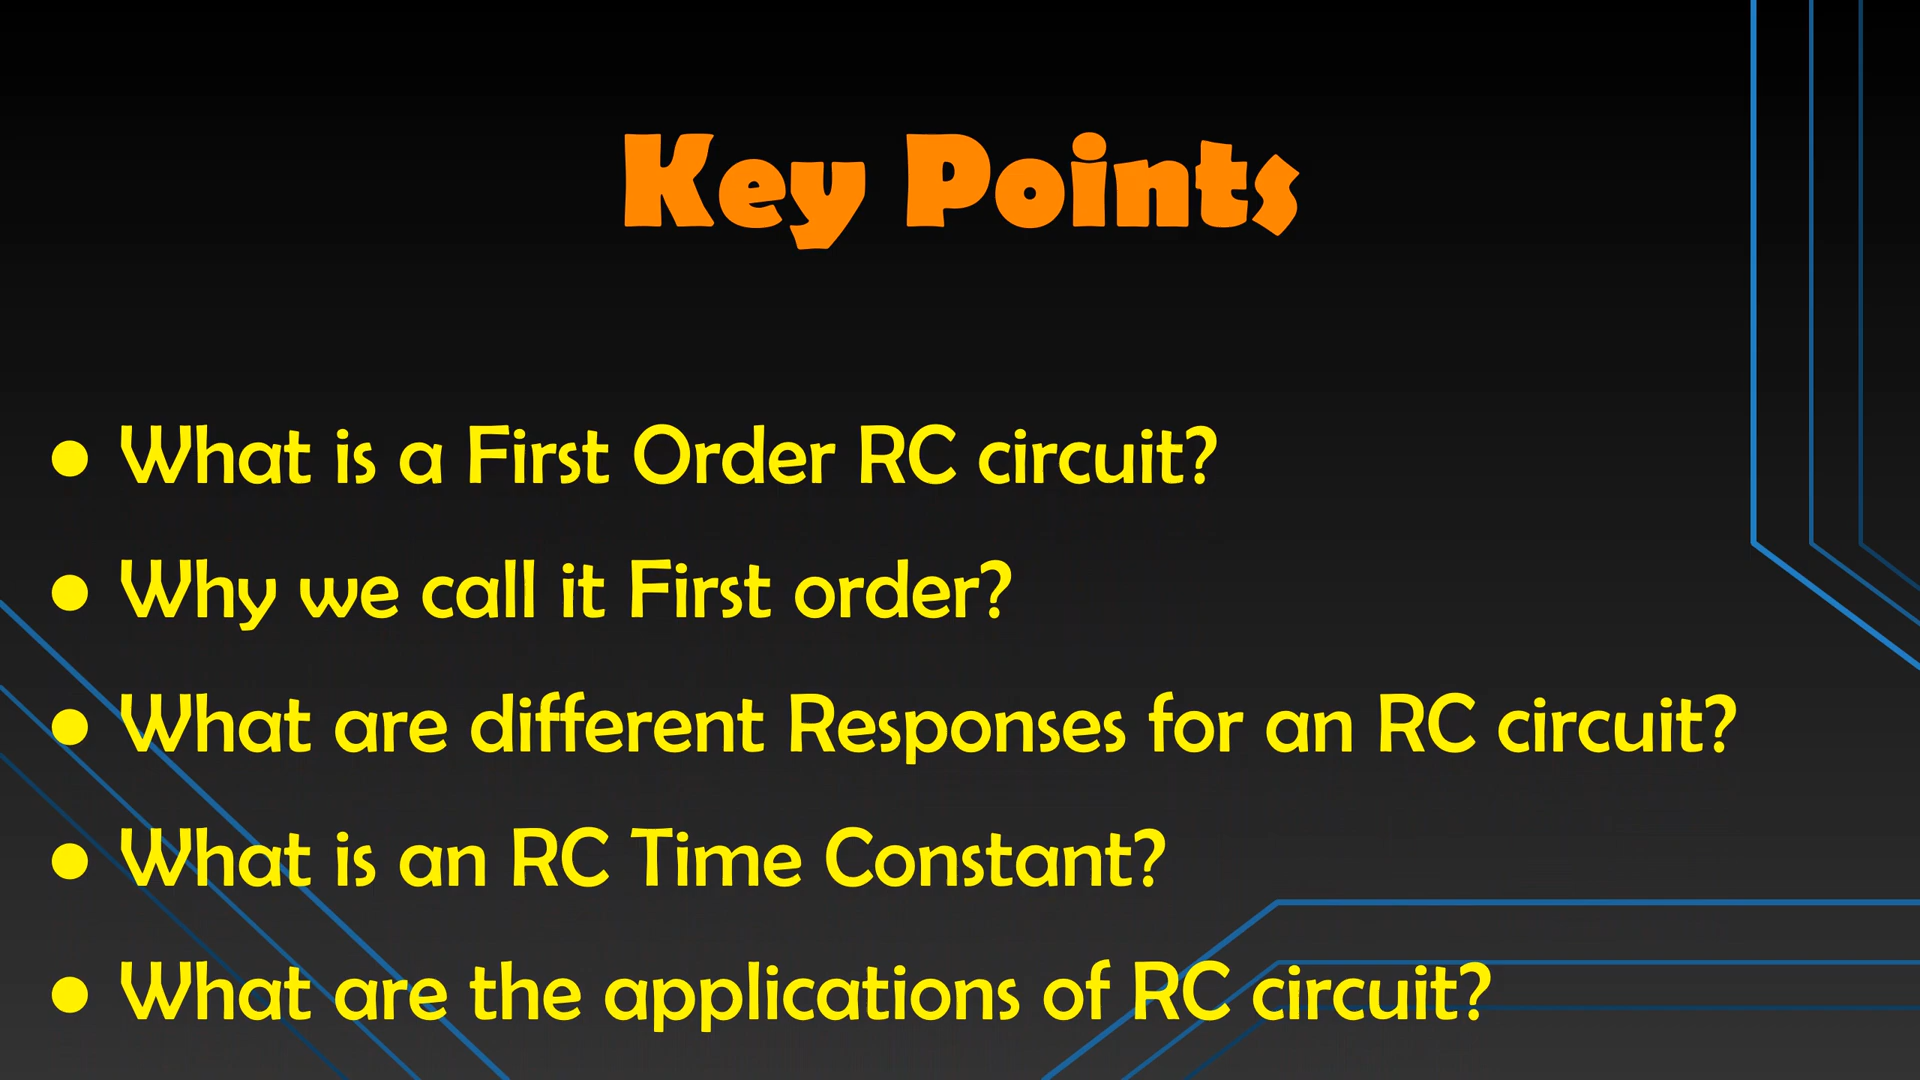 Key Points
• What is a First Order RC circuit?
• Why we call it First order?
• What are different Responses for an RC circuit?
• What is an RC Time Constant?
• What are the applications of RC circuit?